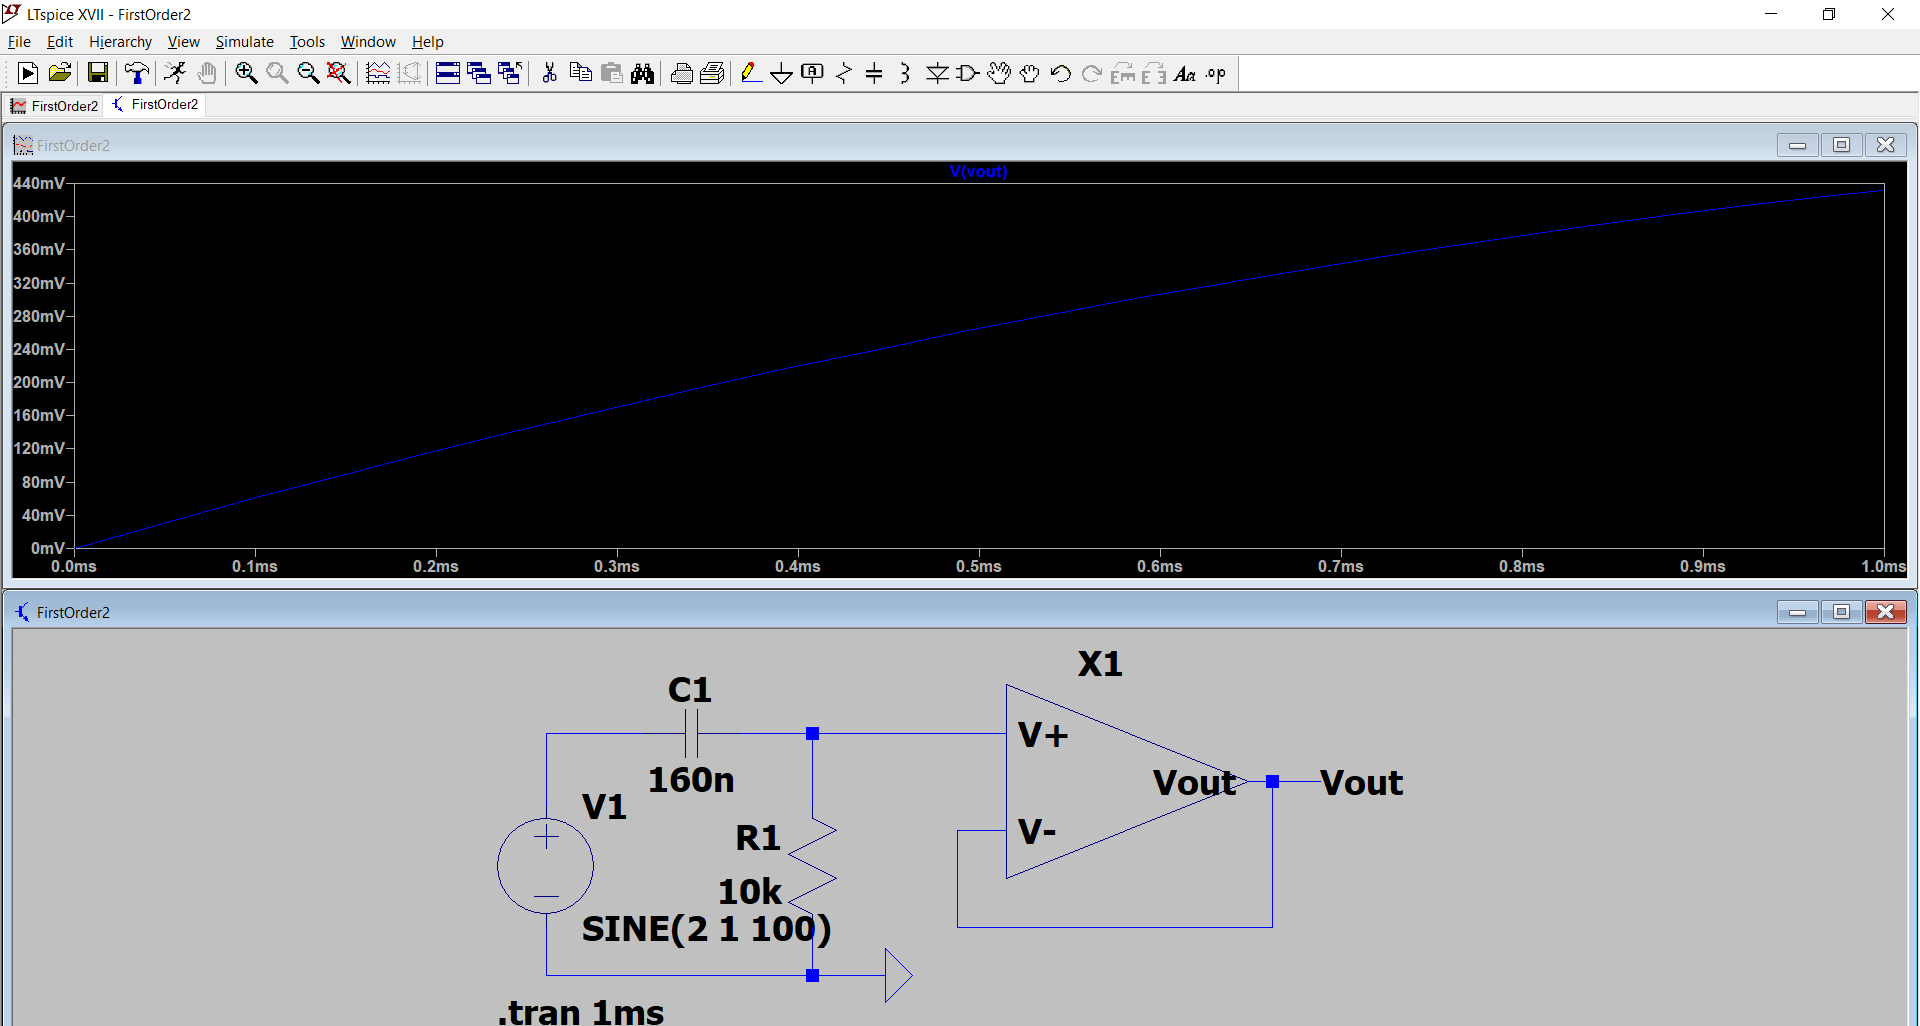 LTspice XVII - FirstOrder2
File Edit Hierarchy View Simulate Tools Window Help
A Aa .op
FirstOrder2 FirstOrder2
FirstOrder2
V(vout)
440mV
400mV
360mV
320mV
280mV
240mV
200mV
160mV
120mV
80mV
40mV
0mV
0.0ms 0.1ms 0.2ms 0.3ms 0.4ms 0.5ms 0.6ms 0.7ms 0.8ms 0.9ms 1.0ms
FirstOrder2
X1
C1
V+
160n
Vout Vout
V1
R1
V-
10k
SINE(2 1 100)
.tran 1ms